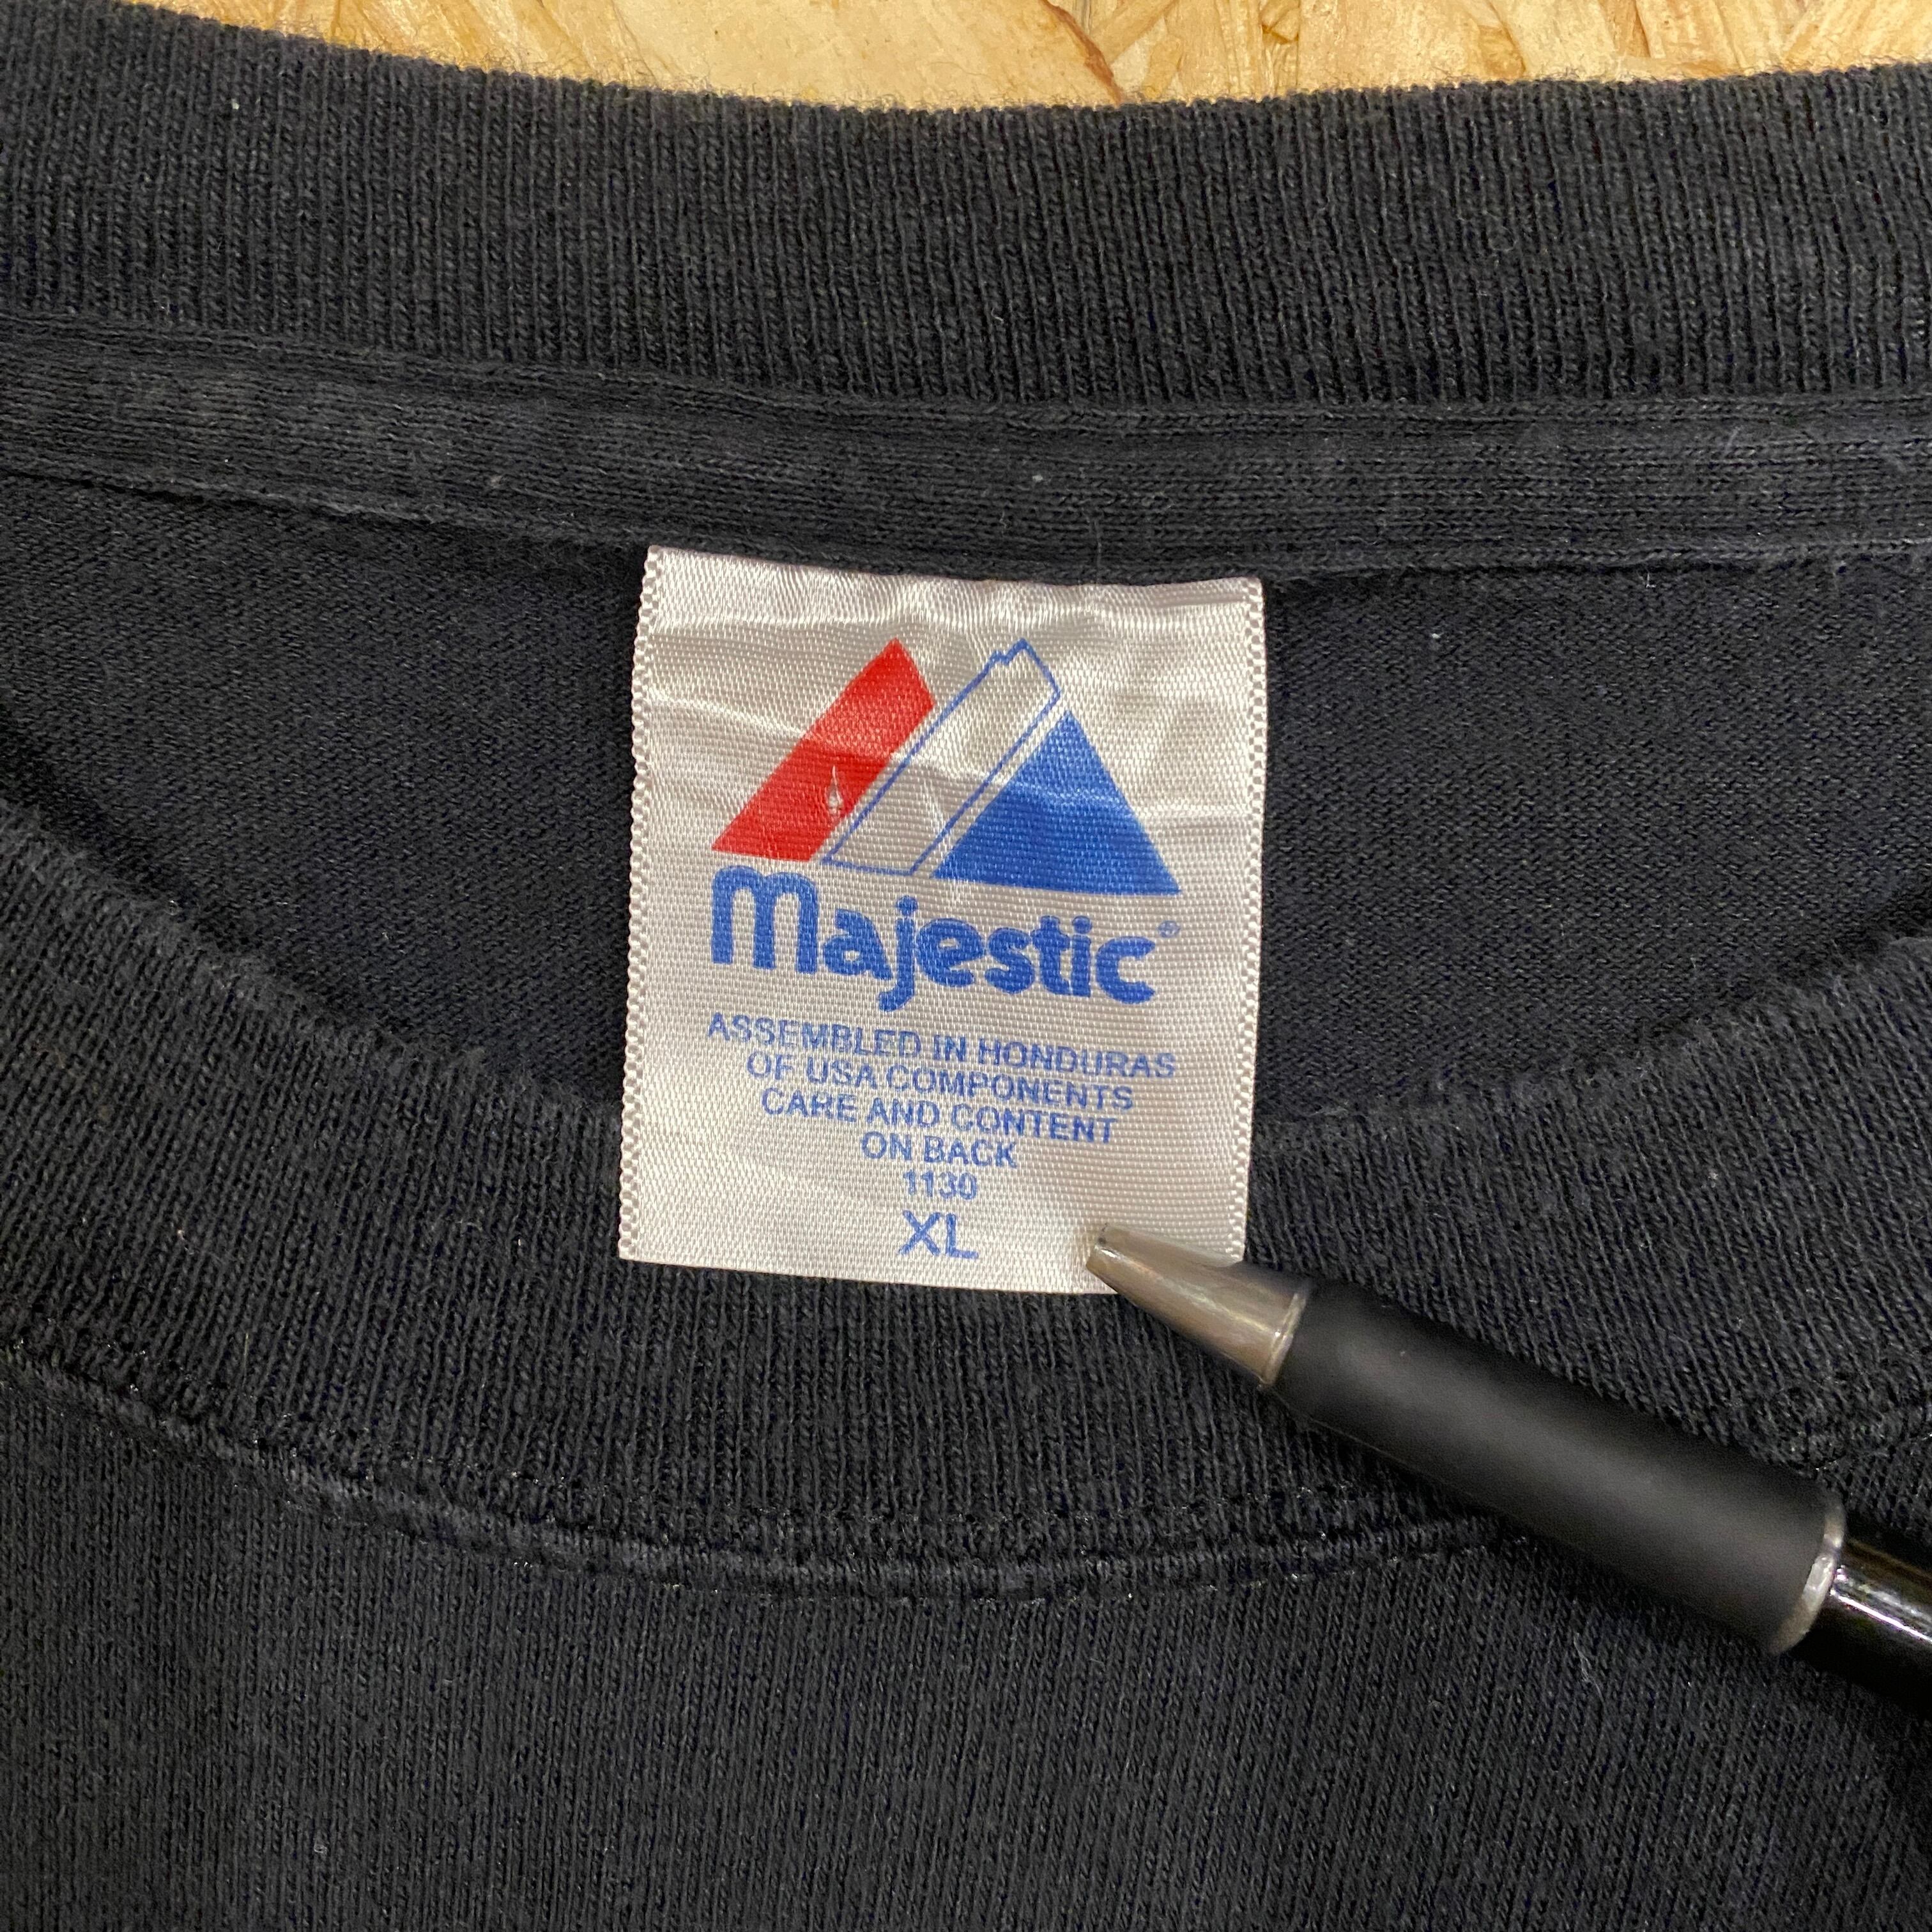 Majestic®
ASSEMBLED IN HONDURAS
OF USA COMPONENTS
CARE AND CONTENT
ON BACK
1130
XL